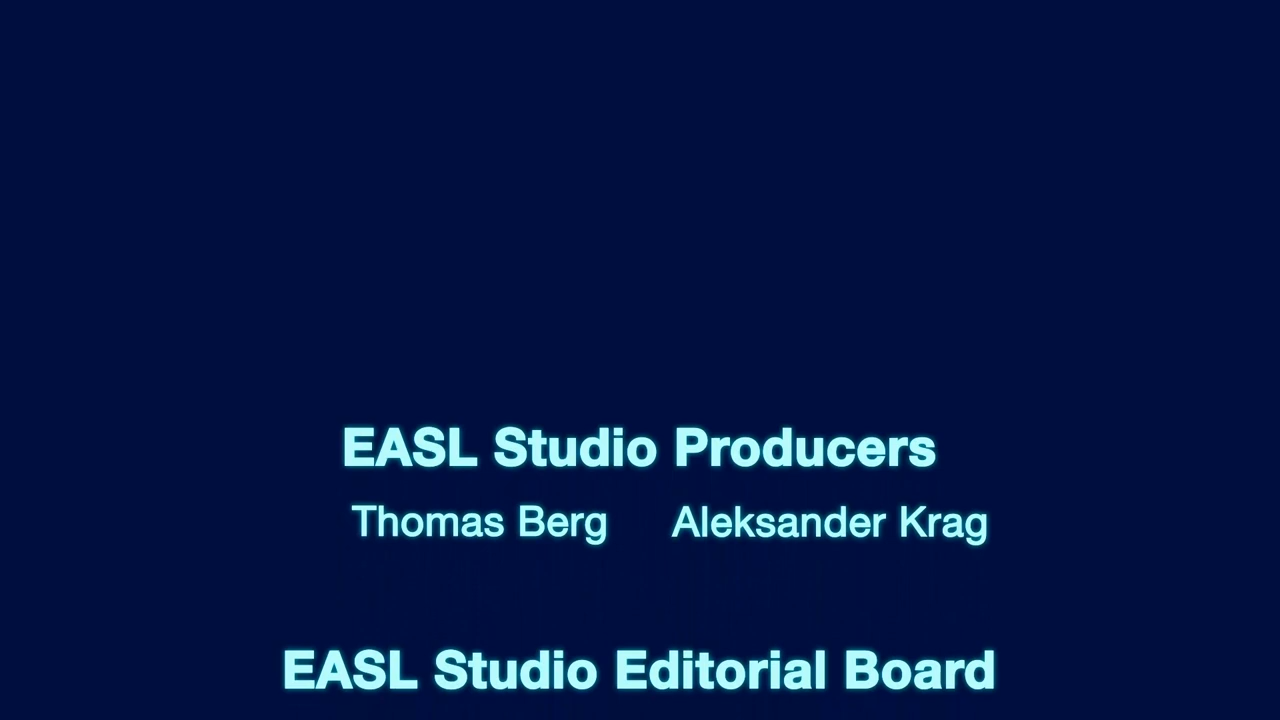 EASL Studio Producers
Thomas Berg Aleksander Krag
EASL Studio Editorial Board